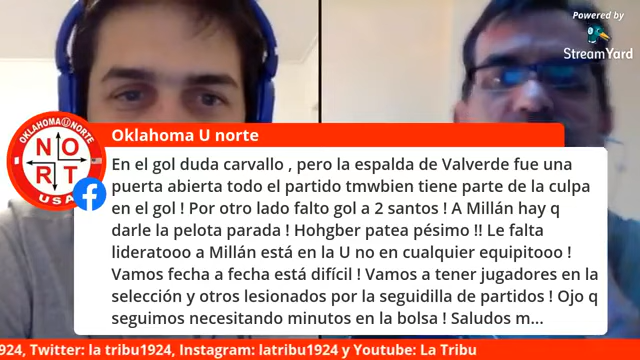 Powered by
StreamYard
OKLAHOMA U NORTE
NO
RT
USA
Oklahoma U norte
En el gol duda carvallo , pero la espalda de Valverde fue una
puerta abierta todo el partido tmwbien tiene parte de la culpa
en el gol ! Por otro lado falto gol a 2 santos ! A Millán hay q
darle la pelota parada ! Hohgber patea pésimo !! Le falta
lideratooo a Millán está en la U no en cualquier equipitooo !
Vamos fecha a fecha está difícil ! Vamos a tener jugadores en la
selección y otros lesionados por la seguidilla de partidos ! Ojo q
seguimos necesitando minutos en la bolsa ! Saludos m...
924, Twitter: la tribu1924, Instagram: latribu1924 y Youtube: La Tribu